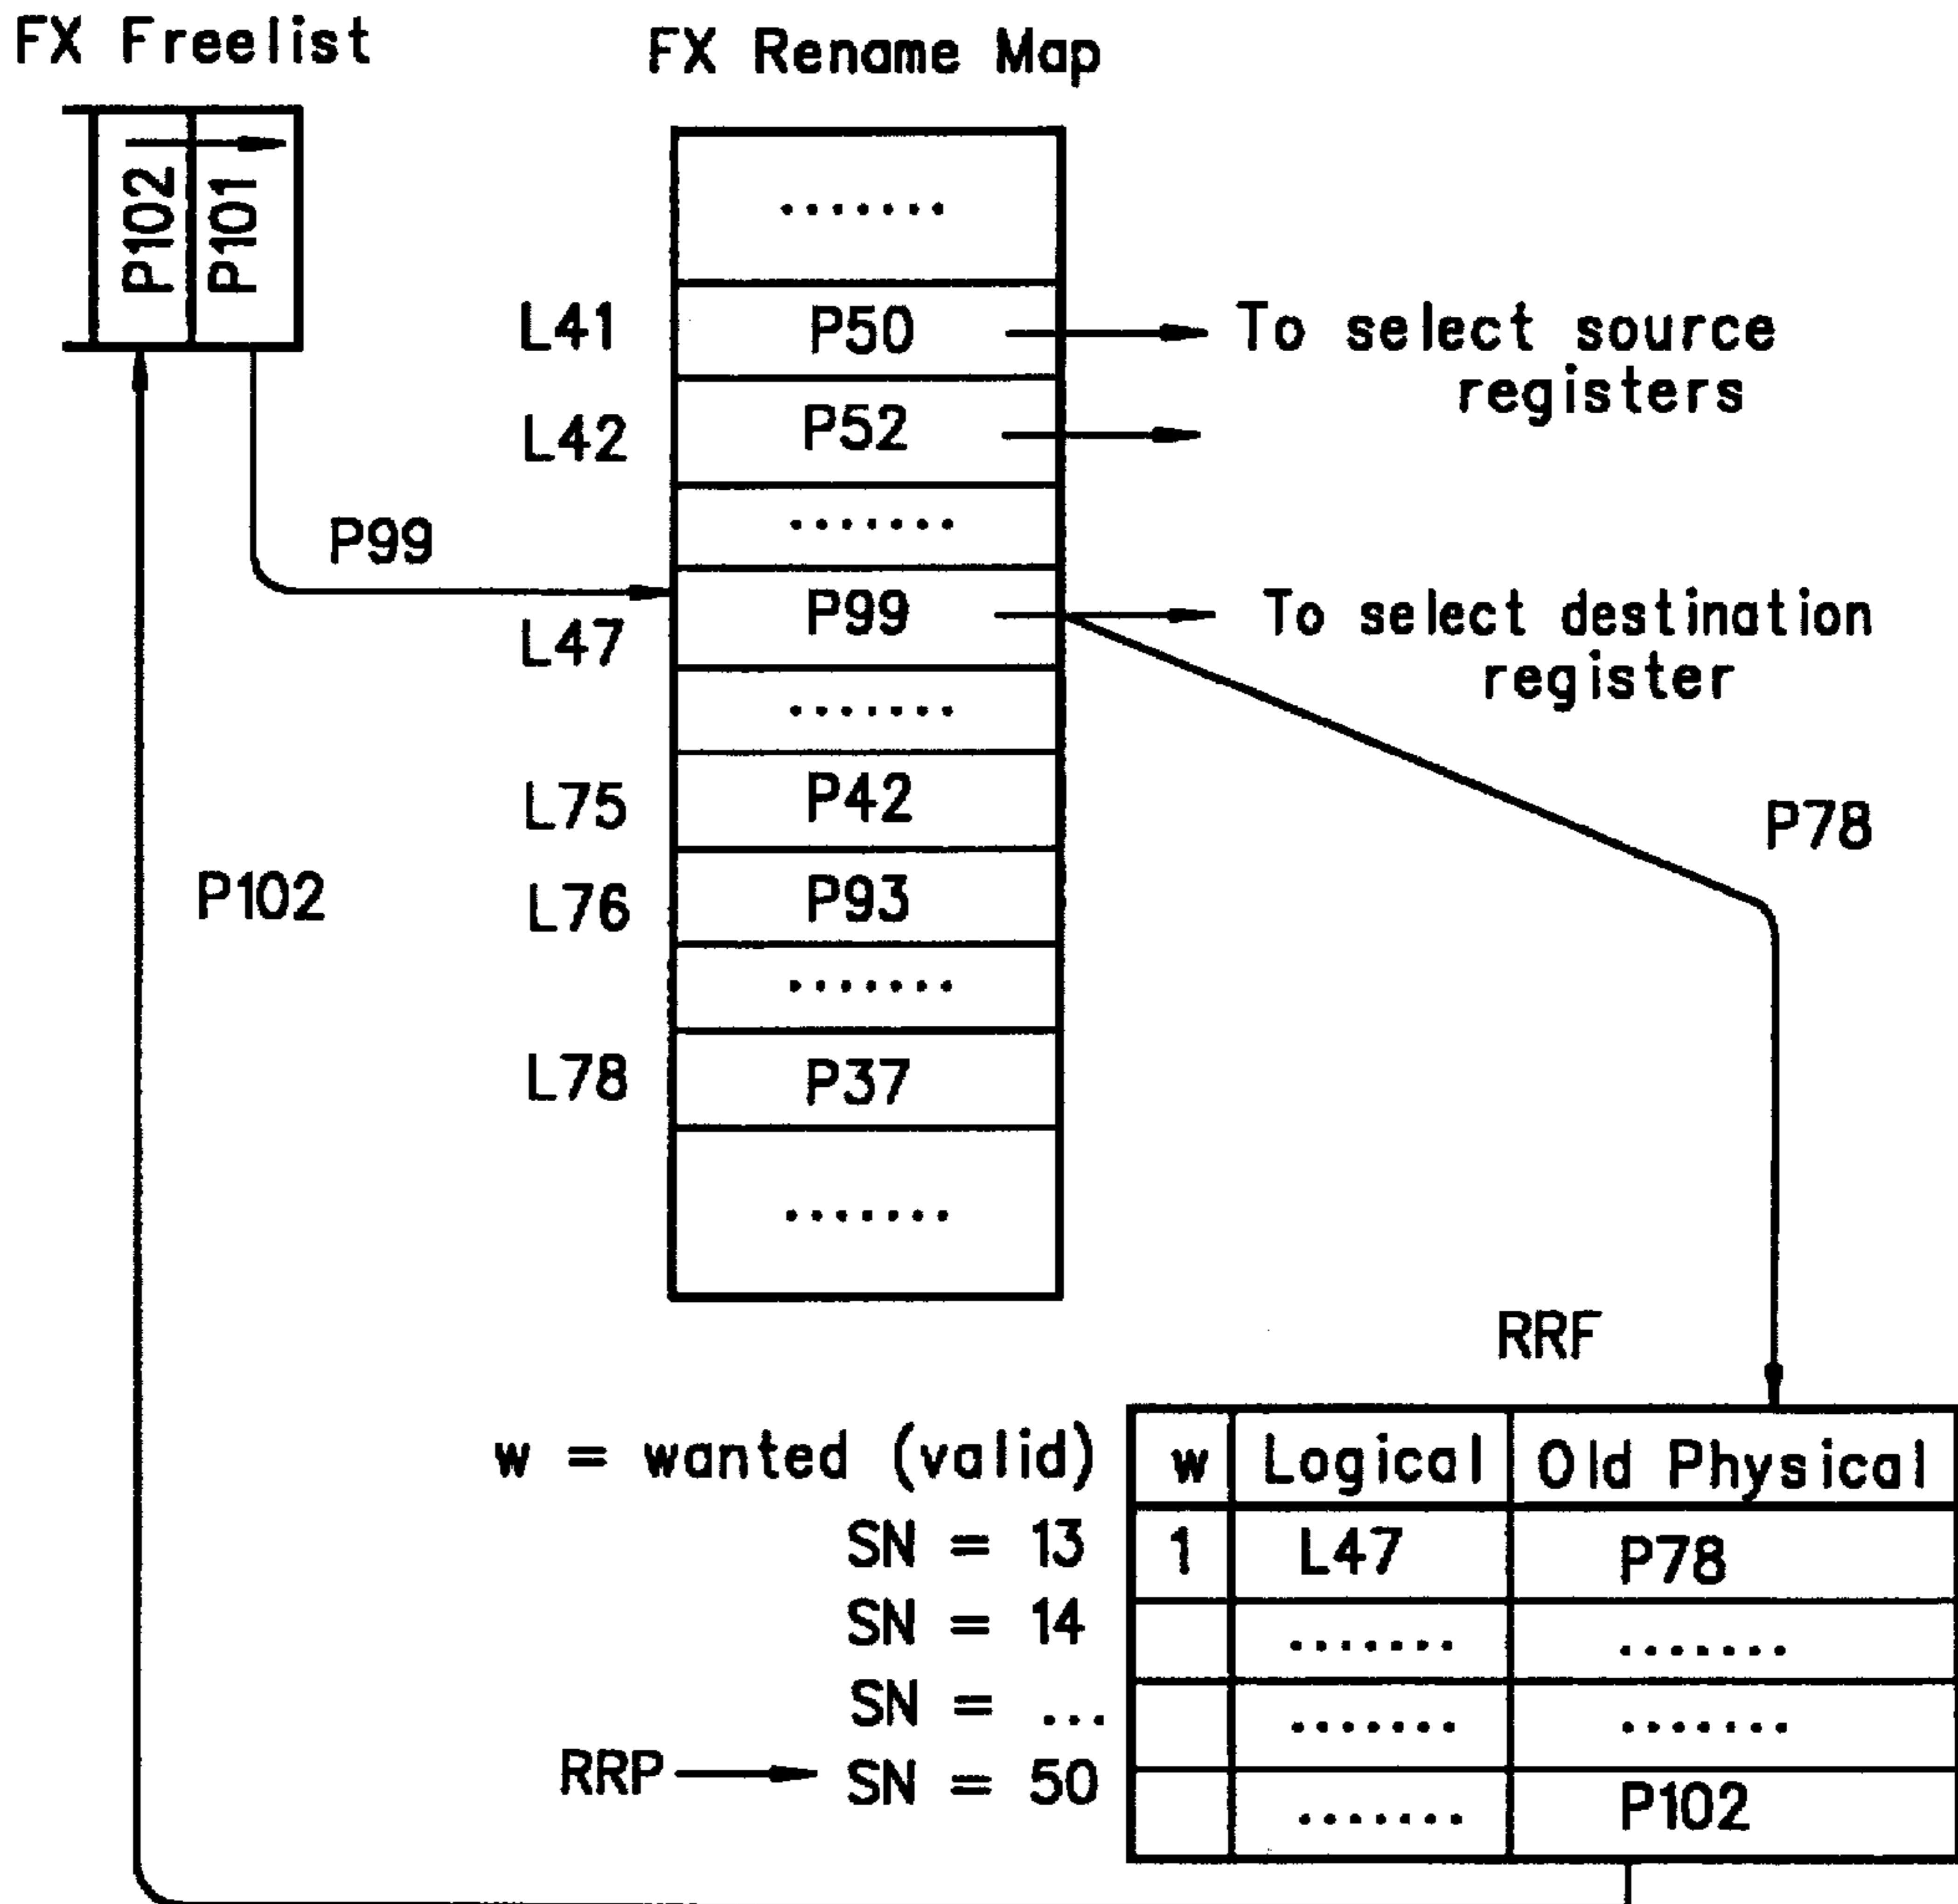 FX Freelist
FX Rename Map
P102 P101
.......
L41 P50 To select source
registers
L42 P52
.......
P99
L47 P99 To select destination
register
.......
L75 P42
P78
P102
L76 P93
.......
L78 P37
.......
RRF
w = wanted (valid) w Logical Old Physical
SN = 13 1 L47 P78
SN = 14 ....... .......
SN = ... ....... .......
RRP SN = 50 ....... P102